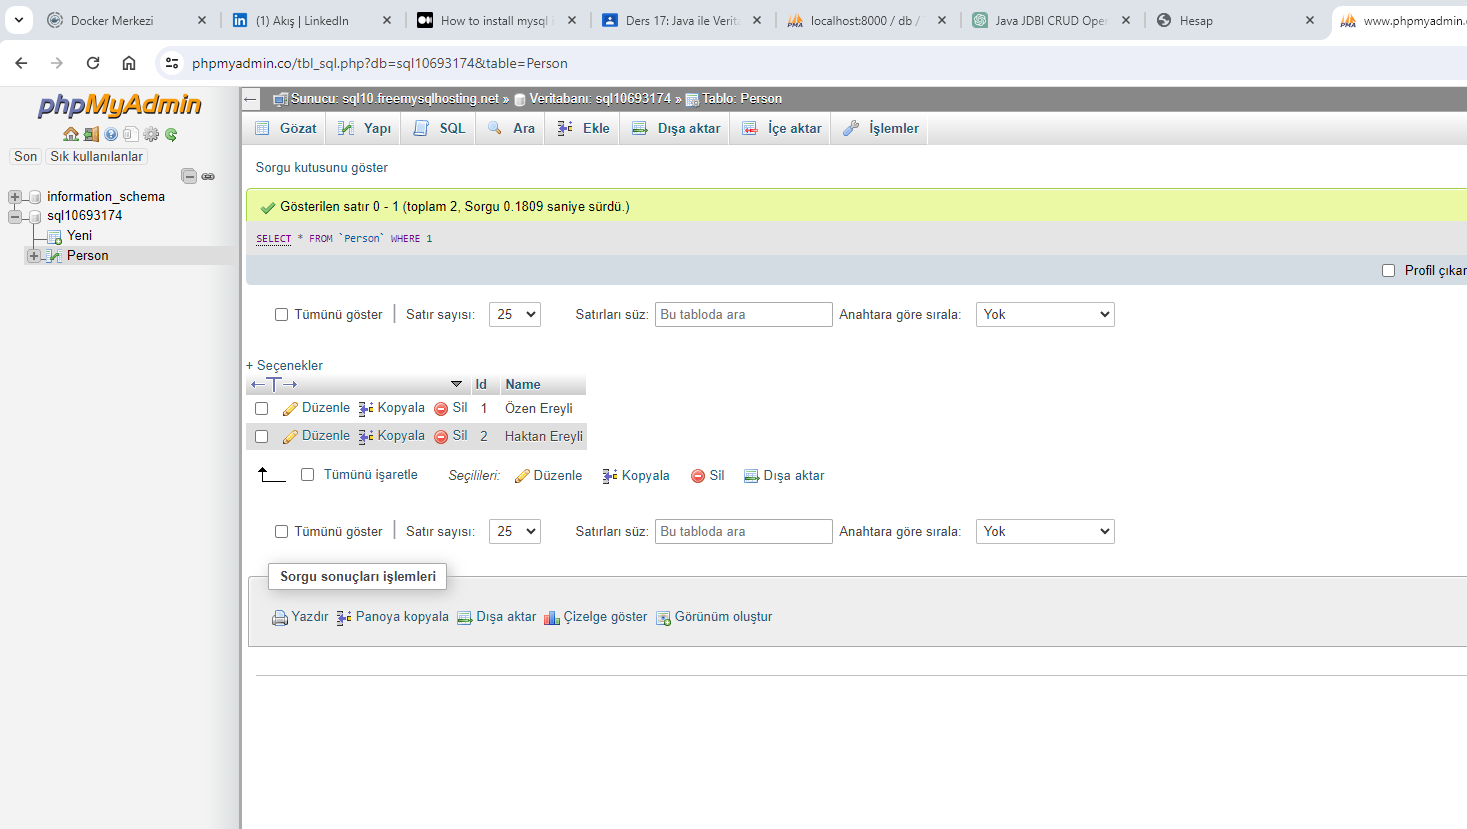 Docker Merkezi
(1) Akış | LinkedIn
How to install mysql
Ders 17: Java ile Verita
localhost:8000 / db /
Java JDBI CRUD Oper
Hesap
www.phpmyadmin.
phpmyadmin.co/tbl_sql.php?db=sql10693174&table=Person
phpMyAdmin
Son
Sık kullanılanlar
information_schema
sql10693174
Yeni
Person
Sunucu: sql10.freemysqlhosting.net » Veritabanı: sql10693174 » Tablo: Person
Gözat Yapı SQL Ara Ekle Dışa aktar İçe aktar İşlemler
Sorgu kutusunu göster
Gösterilen satır 0 - 1 (toplam 2, Sorgu 0.1809 saniye sürdü.)
SELECT * FROM `Person` WHERE 1
Profil çıkar
Tümünü göster | Satır sayısı: 25 Satırları süz: Bu tabloda ara Anahtara göre sırala: Yok
+ Seçenekler
←T→ Id Name
Düzenle Kopyala Sil 1 Özen Ereyli
Düzenle Kopyala Sil 2 Haktan Ereyli
Tümünü işaretle Seçilileri: Düzenle Kopyala Sil Dışa aktar
Tümünü göster | Satır sayısı: 25 Satırları süz: Bu tabloda ara Anahtara göre sırala: Yok
Sorgu sonuçları işlemleri
Yazdır Panoya kopyala Dışa aktar Çizelge göster Görünüm oluştur